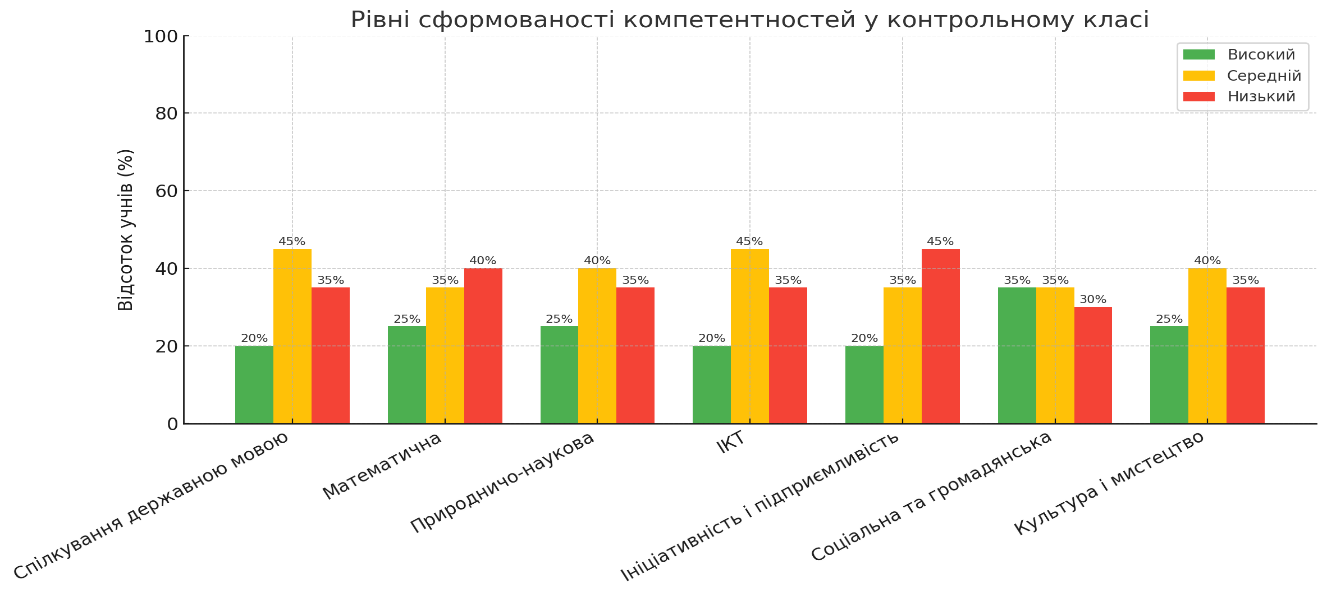 Рівні сформованості компетентностей у контрольному класі
Високий
Середній
Низький
Відсоток учнів (%)
100
80
60
40
20
0
20%
45%
35%
25%
35%
40%
25%
40%
35%
20%
45%
35%
20%
35%
45%
35%
35%
30%
25%
40%
35%
Спілкування державною мовою
Математична
Природничо-наукова
ІКТ
Ініціативність і підприємливість
Соціальна та громадянська
Культура і мистецтво